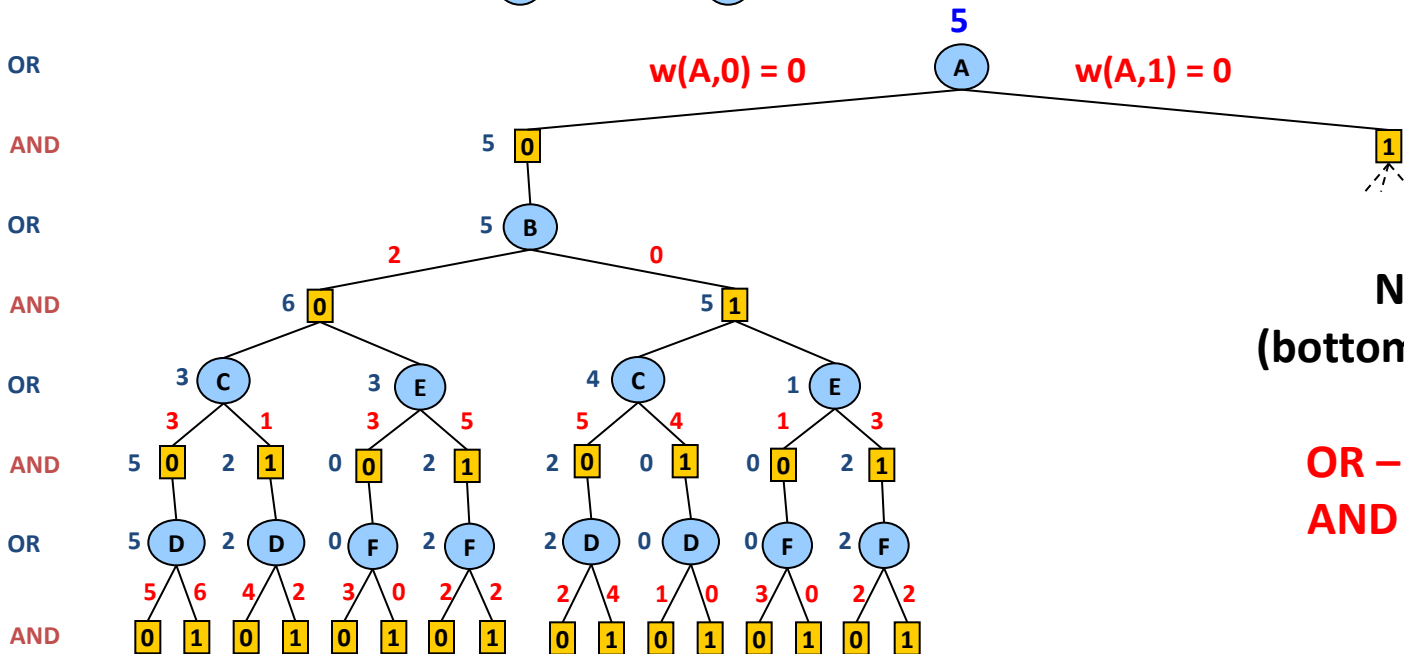 5
OR
w(A,0) = 0
A
w(A,1) = 0
AND
5 0
1
OR
5 B
2 0
AND
6 0 5 1
N
(bottom
OR
3 C 3 E 4 C 1 E
3 1 3 5 5 4 1 3
AND
5 0 2 1 0 0 2 1 2 0 0 1 0 0 2 1
OR –
AND
OR
5 D 2 D 0 F 2 F 2 D 0 D 0 F 2 F
5 6 4 2 3 0 2 2 2 4 1 0 3 0 2 2
AND
0 1 0 1 0 1 0 1 0 1 0 1 0 1 0 1